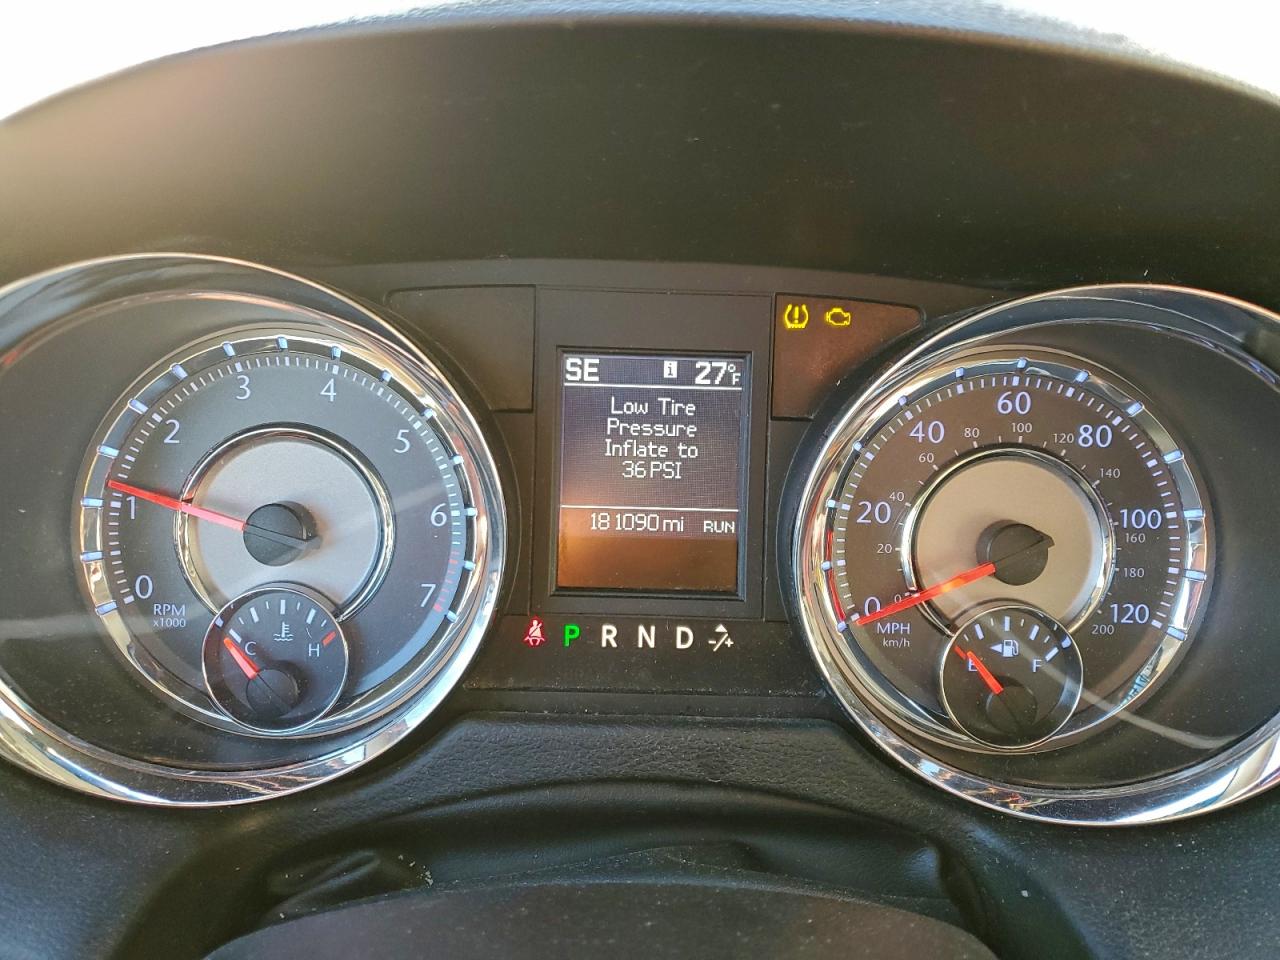 SE i 27°F
Low Tire
Pressure
Inflate to
36 PSI
181090 mi RUN
P R N D
0 1 2 3 4 5 6 7
RPM
x1000
C H
0 20 40 60 80 100 120
0 20 40 60 80 100 120 140 160 180 200
MPH
km/h
E F